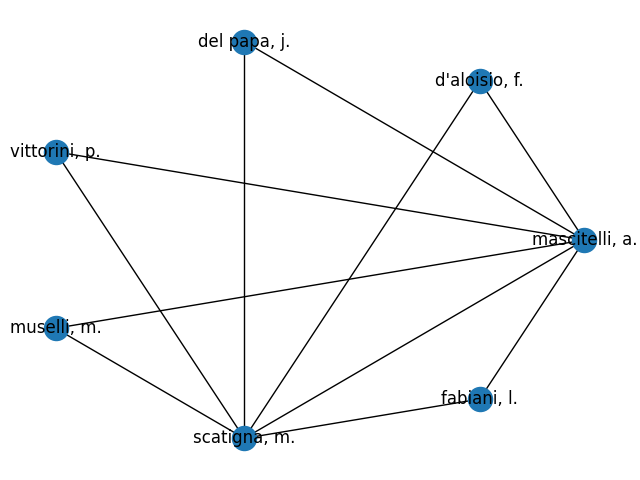 del papa, j.
d'aloisio, f.
vittorini, p.
mascitelli, a.
muselli, m.
fabiani, l.
scatigna, m.